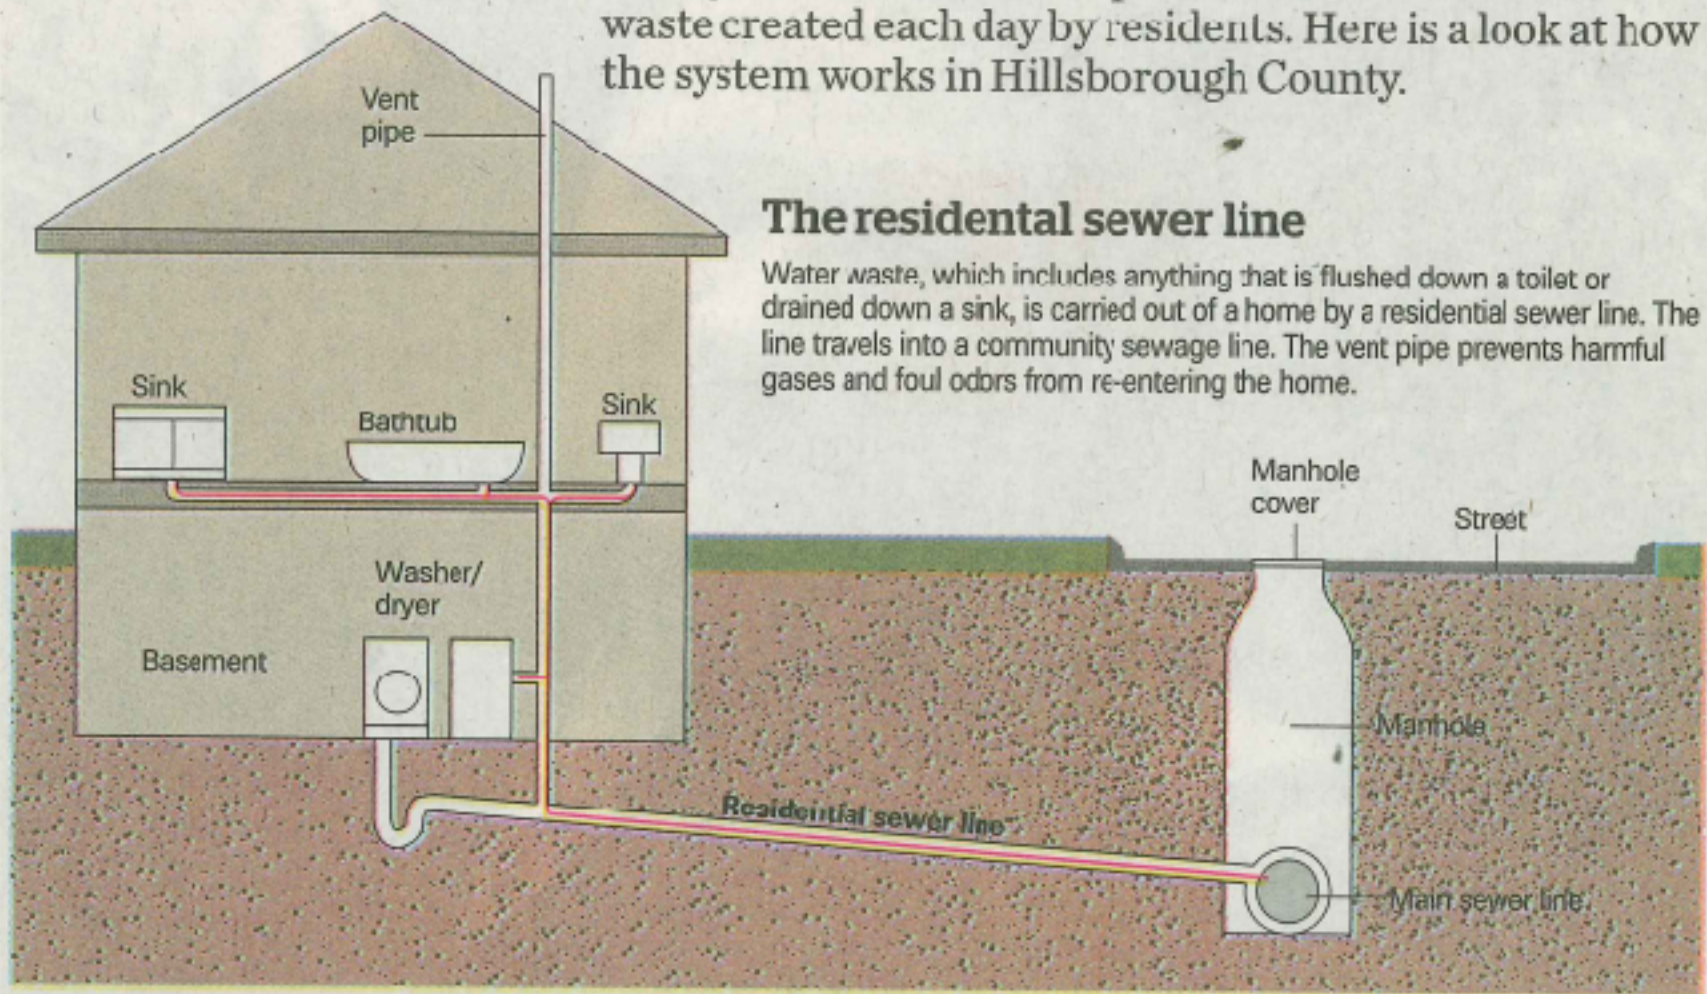 waste created each day by residents. Here is a look at how
the system works in Hillsborough County.
Vent
pipe
The residental sewer line
Water waste, which includes anything that is flushed down a toilet or
drained down a sink, is carried out of a home by a residential sewer line. The
line travels into a community sewage line. The vent pipe prevents harmful
gases and foul odors from re-entering the home.
Sink
Bathtub
Sink
Manhole
cover
Street
Washer/
dryer
Basement
Manhole
Residential sewer line
Main sewer line